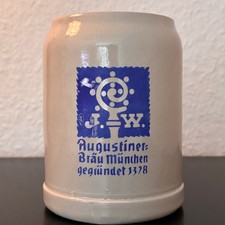 J. W.
Augustiner-
Bräu München
gegründet 1328